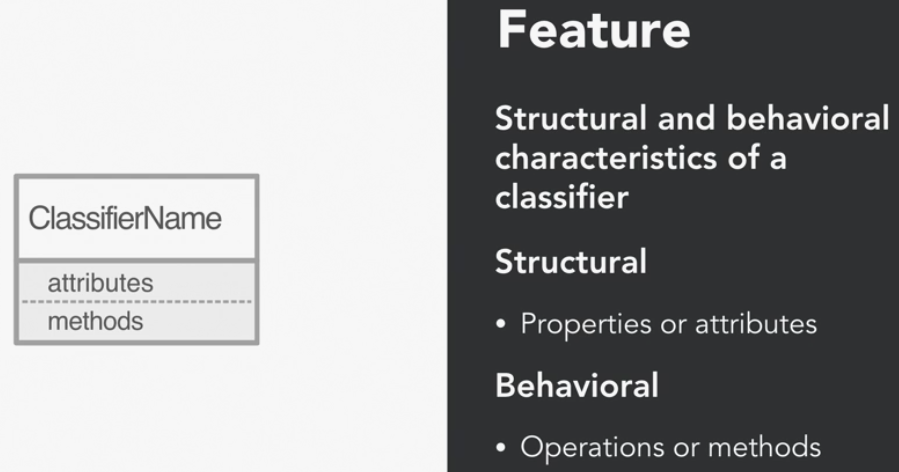 ClassifierName
attributes
methods
Feature
Structural and behavioral
characteristics of a
classifier
Structural
• Properties or attributes
Behavioral
• Operations or methods